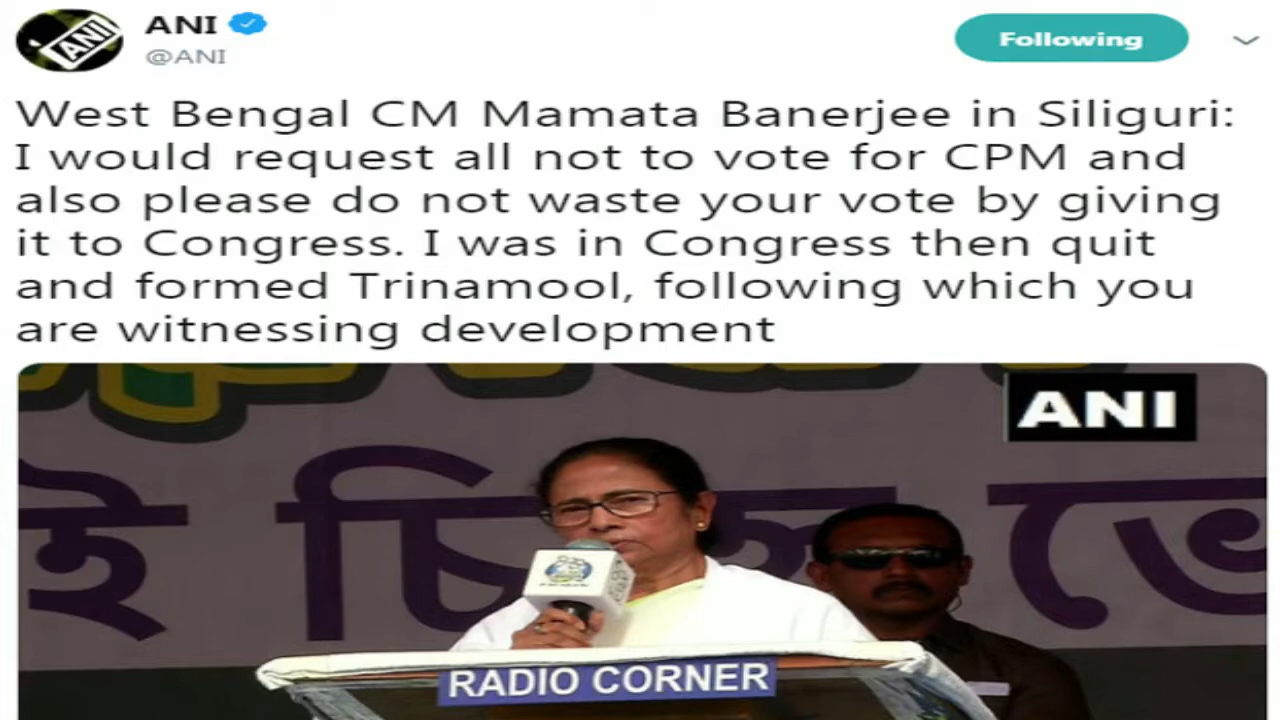 ANI
@ANI
Following
West Bengal CM Mamata Banerjee in Siliguri:
I would request all not to vote for CPM and
also please do not waste your vote by giving
it to Congress. I was in Congress then quit
and formed Trinamool, following which you
are witnessing development
ANI
ই চি
ভে
RADIO CORNER